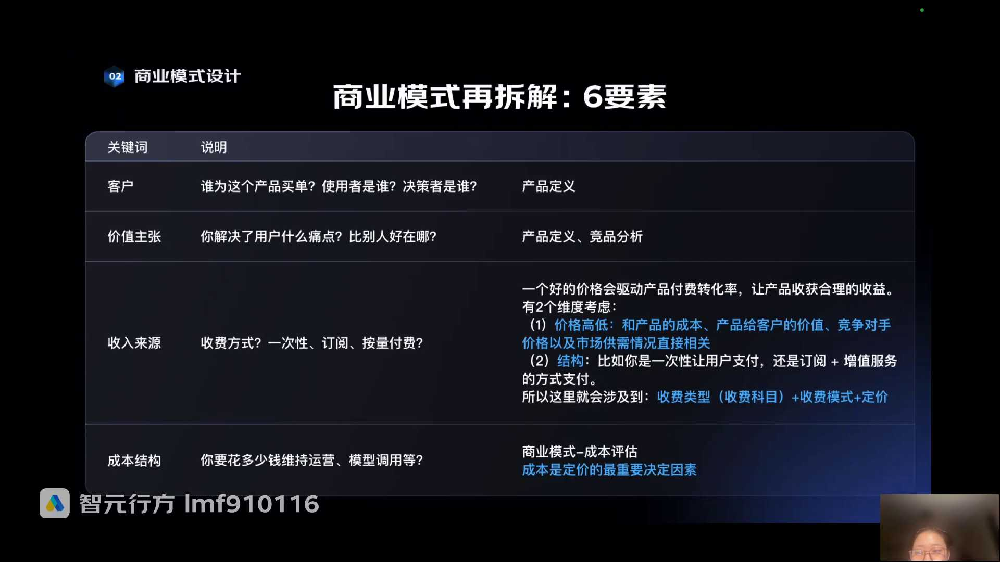 02 商业模式设计
商业模式再拆解：6要素
关键词 说明
客户 谁为这个产品买单？使用者是谁？决策者是谁？ 产品定义
价值主张 你解决了用户什么痛点？比别人好在哪？ 产品定义、竞品分析
一个好的价格会驱动产品付费转化率，让产品收获合理的收益。
有2个维度考虑：
（1）价格高低：和产品的成本、产品给客户的价值、竞争对手
收入来源 收费方式？一次性、订阅、按量付费？ 价格以及市场供需情况直接相关
（2）结构：比如你是一次性让用户支付，还是订阅 + 增值服务
的方式支付。
所以这里就会涉及到：收费类型（收费科目）+收费模式+定价
商业模式-成本评估
成本结构 你要花多少钱维持运营、模型调用等？
成本是定价的最重要决定因素
智元行方 lmf910116